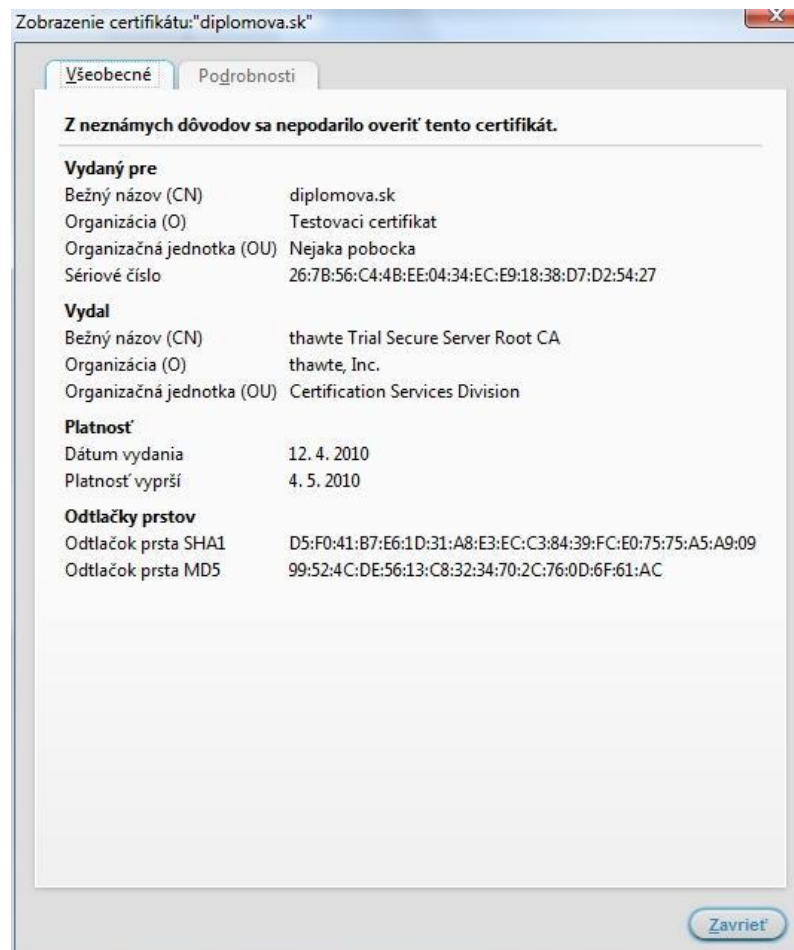 Zobrazenie certifikátu:"diplomova.sk"
Všeobecné Podrobnosti
Z neznámych dôvodov sa nepodarilo overiť tento certifikát.
Vydaný pre
Bežný názov (CN) diplomova.sk
Organizácia (O) Testovaci certifikat
Organizačná jednotka (OU) Nejaka pobocka
Sériové číslo 26:7B:56:C4:4B:EE:04:34:EC:E9:18:38:D7:D2:54:27
Vydal
Bežný názov (CN) thawte Trial Secure Server Root CA
Organizácia (O) thawte, Inc.
Organizačná jednotka (OU) Certification Services Division
Platnosť
Dátum vydania 12. 4. 2010
Platnosť vyprší 4. 5. 2010
Odtlačky prstov
Odtlačok prsta SHA1 D5:F0:41:B7:E6:1D:31:A8:E3:EC:C3:84:39:FC:E0:75:75:A5:A9:09
Odtlačok prsta MD5 99:52:4C:DE:56:13:C8:32:34:70:2C:76:0D:6F:61:AC
Zavrieť